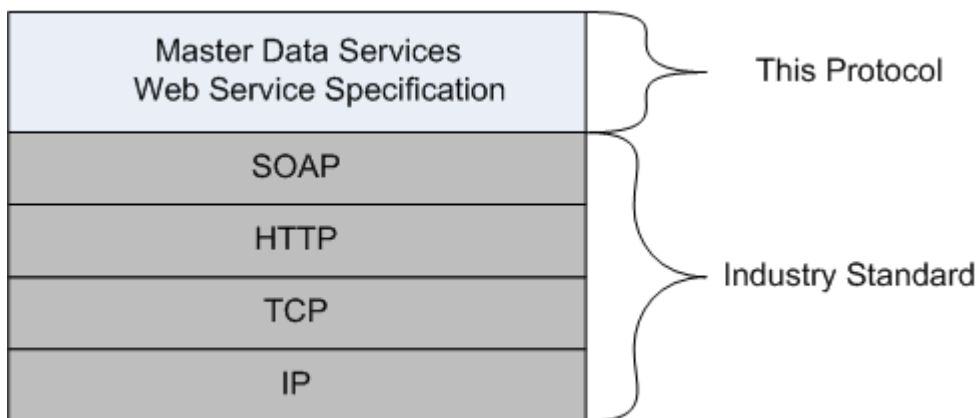 Master Data Services
Web Service Specification
This Protocol
SOAP
HTTP
TCP
IP
Industry Standard